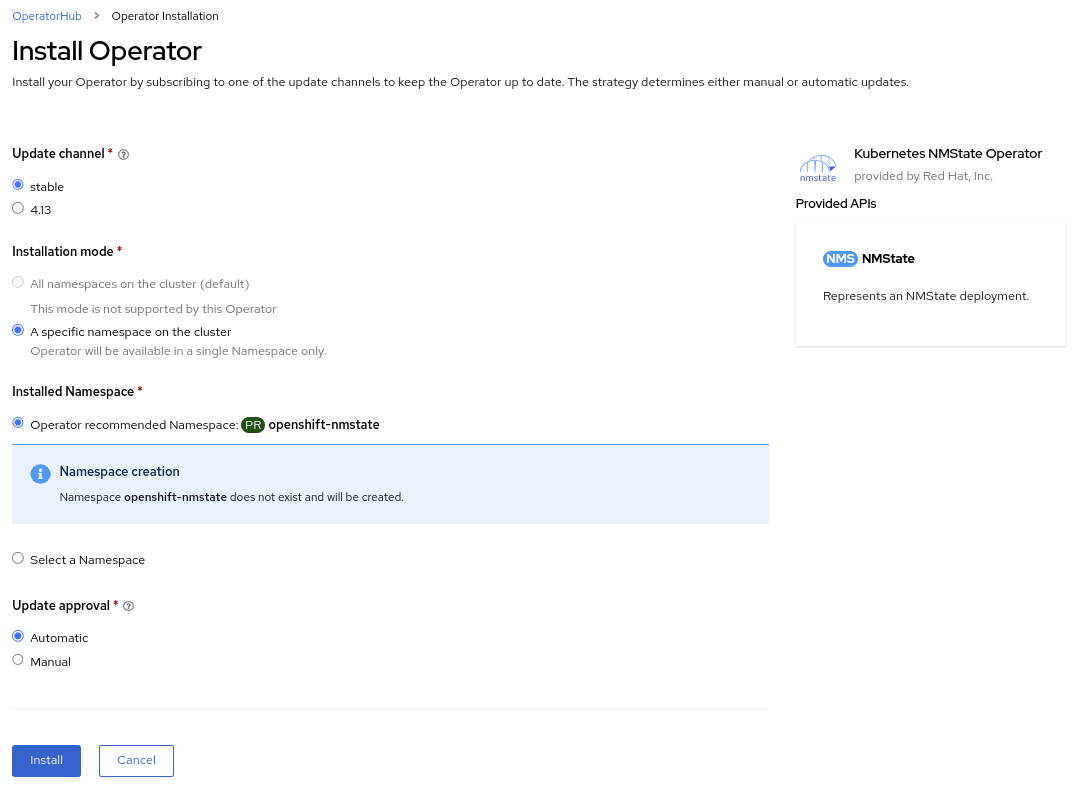 OperatorHub > Operator Installation
Install Operator
Install your Operator by subscribing to one of the update channels to keep the Operator up to date. The strategy determines either manual or automatic updates.
Update channel *
stable
4.13
Installation mode *
All namespaces on the cluster (default)
This mode is not supported by this Operator
A specific namespace on the cluster
Operator will be available in a single Namespace only.
Installed Namespace *
Operator recommended Namespace: PR openshift-nmstate
Namespace creation
Namespace openshift-nmstate does not exist and will be created.
Select a Namespace
Update approval *
Automatic
Manual
Install Cancel
nmstate
Kubernetes NMState Operator
provided by Red Hat, Inc.
Provided APIs
NMS NMState
Represents an NMState deployment.